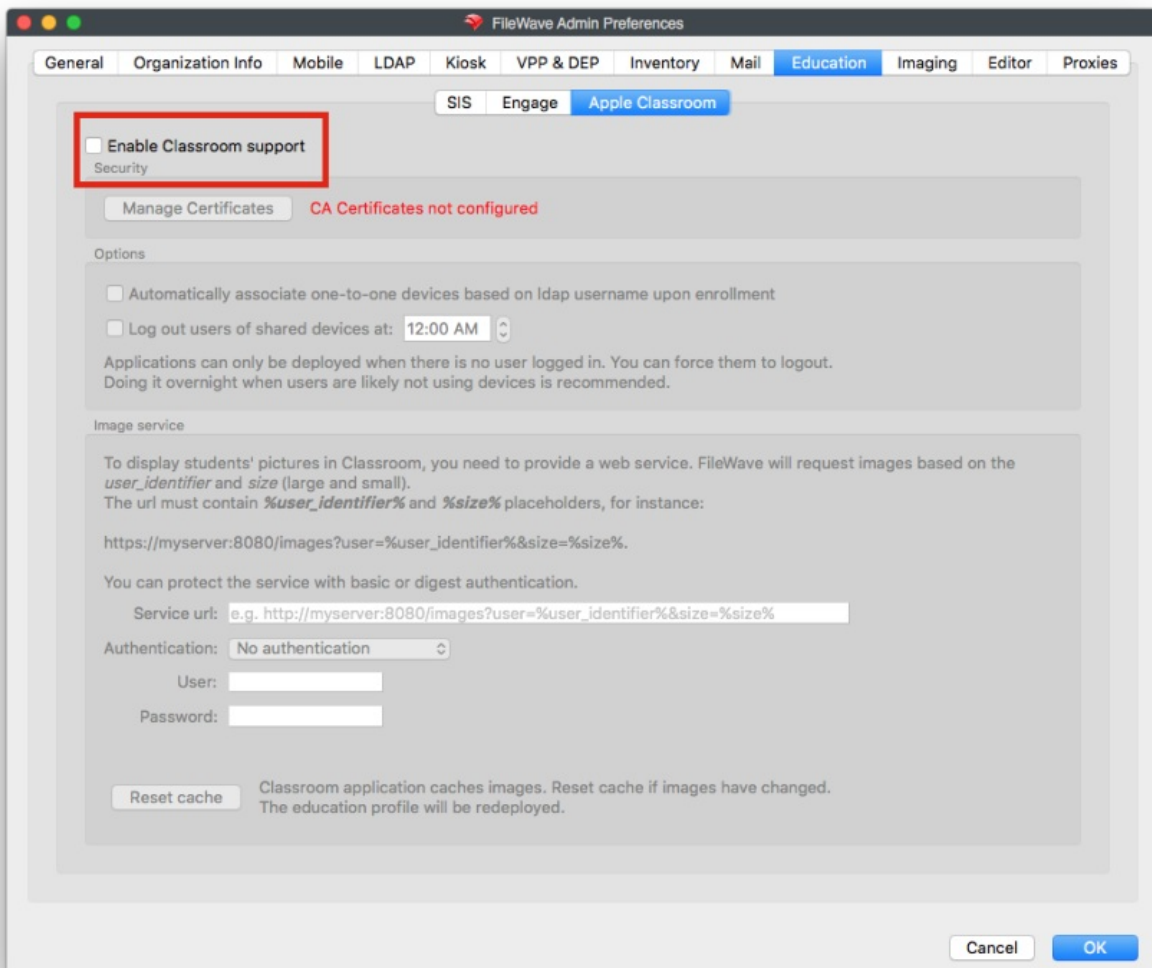 FileWave Admin Preferences
General Organization Info Mobile LDAP Kiosk VPP & DEP Inventory Mail Education Imaging Editor Proxies
SIS Engage Apple Classroom
Enable Classroom support
Security
Manage Certificates CA Certificates not configured
Options
Automatically associate one-to-one devices based on ldap username upon enrollment
Log out users of shared devices at: 12:00 AM
Applications can only be deployed when there is no user logged in. You can force them to logout.
Doing it overnight when users are likely not using devices is recommended.
Image service
To display students' pictures in Classroom, you need to provide a web service. FileWave will request images based on the
user_identifier and size (large and small).
The url must contain %user_identifier% and %size% placeholders, for instance:
https://myserver:8080/images?user=%user_identifier%&size=%size%.
You can protect the service with basic or digest authentication.
Service url: e.g. http://myserver:8080/images?user=%user_identifier%&size=%size%
Authentication: No authentication
User:
Password:
Reset cache Classroom application caches images. Reset cache if images have changed.
The education profile will be redeployed.
Cancel OK